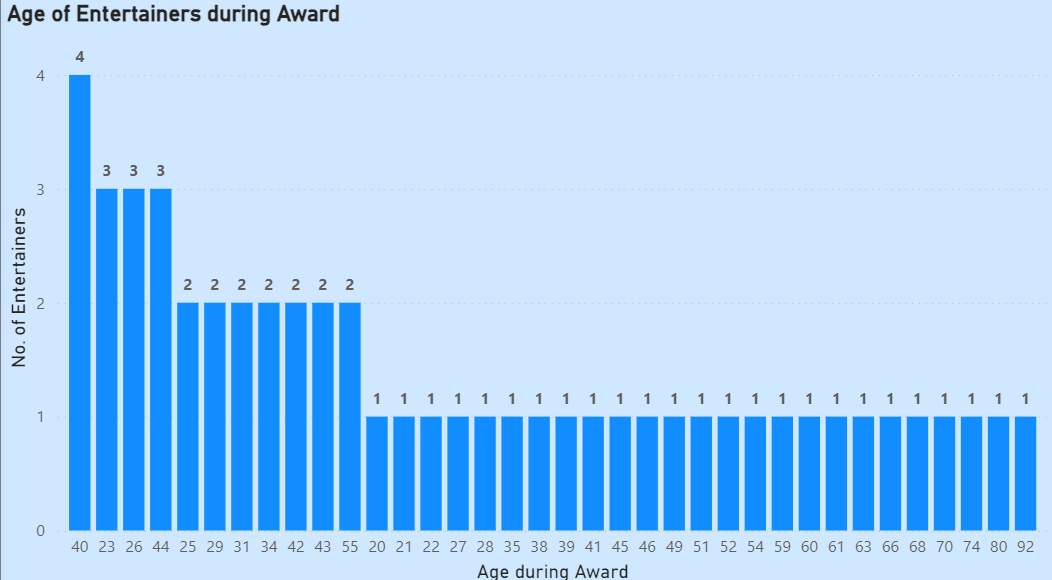 Age of Entertainers during Award
No. of Entertainers
4
3
2
1
0
4
3 3 3
2 2 2 2 2 2 2
1 1 1 1 1 1 1 1 1 1 1 1 1 1 1 1 1 1 1 1 1 1 1 1 1
40 23 26 44 25 29 31 34 42 43 55 20 21 22 27 28 35 38 39 41 45 46 49 51 52 54 59 60 61 63 66 68 70 74 80 92
Age during Award